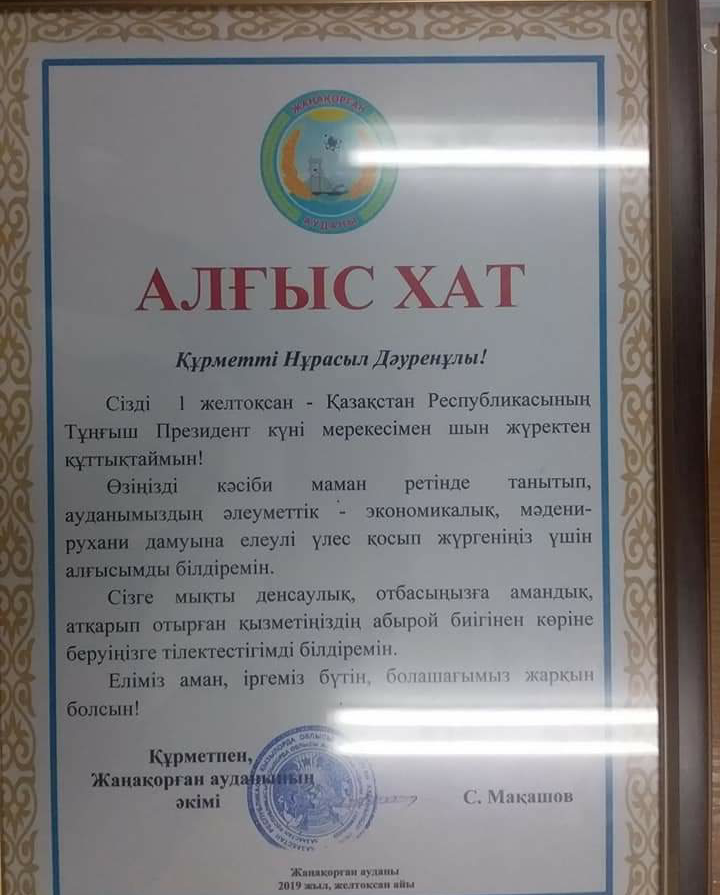 ЖАҢАҚОРҒАН
АУДАНЫ
АЛҒЫС ХАТ
Құрметті Нұрасыл Дәуренұлы!
Сізді 1 желтоқсан - Қазақстан Республикасының
Тұңғыш Президент күні мерекесімен шын жүректен
құттықтаймын!
Өзіңізді кәсіби маман ретінде танытып,
ауданымыздың әлеуметтік - экономикалық, мәдени-
рухани дамуына елеулі үлес қосып жүргеніңіз үшін
алғысымды білдіремін.
Сізге мықты денсаулық, отбасыңызға амандық,
атқарып отырған қызметіңіздің абырой биігінен көріне
беруіңізге тілектестігімді білдіремін.
Еліміз аман, іргеміз бүтін, болашағымыз жарқын
болсын!
Құрметпен,
Жаңақорған ауданының
әкімі
С. Мақашов
Жаңақорған ауданы
2019 жыл, желтоқсан айы